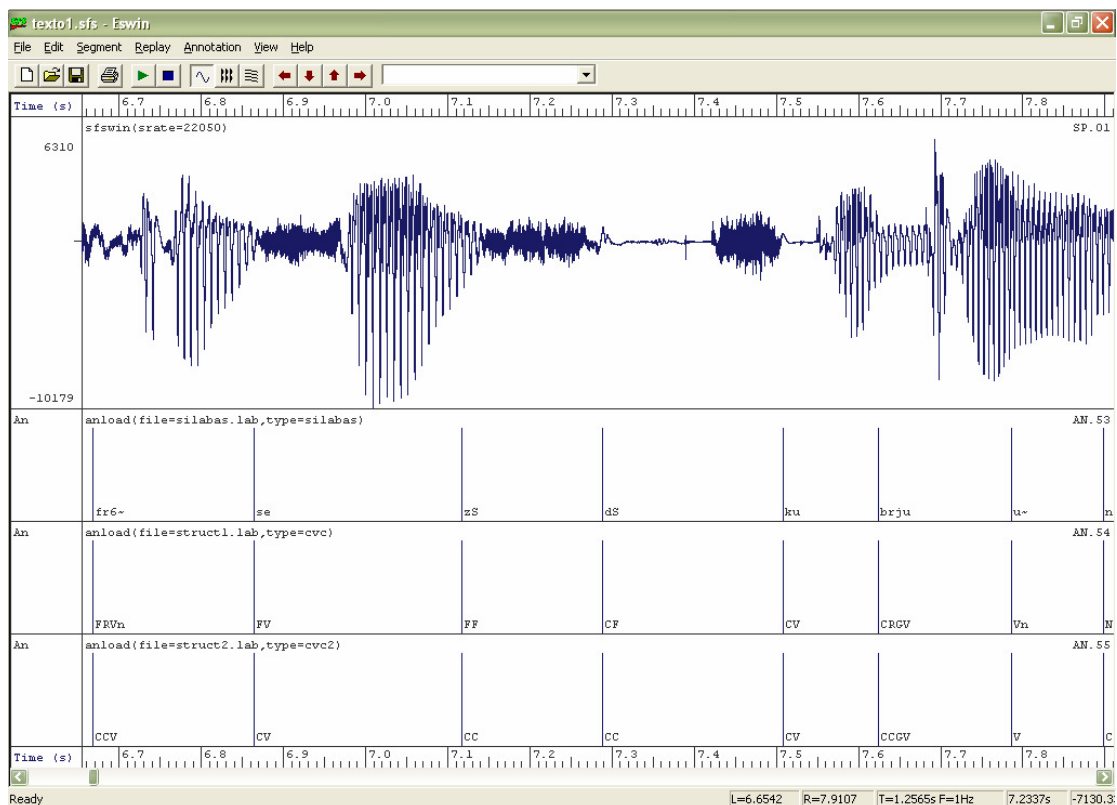 texto1.sfs - Eswin
File Edit Segment Replay Annotation View Help
Time (s) 6.7 6.8 6.9 7.0 7.1 7.2 7.3 7.4 7.5 7.6 7.7 7.8
sfswin(srate=22050) SP.01
6310
-10179
An anload(file=silabas.lab,type=silabas) AN.53
fr6~ se zS dS ku brju u~ n
An anload(file=struct1.lab,type=cvc) AN.54
FRVn FV FF CF CV CRGV Vn N
An anload(file=struct2.lab,type=cvc2) AN.55
CCV CV CC CC CV CCGV V C
Time (s) 6.7 6.8 6.9 7.0 7.1 7.2 7.3 7.4 7.5 7.6 7.7 7.8
Ready L=6.6542 R=7.9107 T=1.2565s F=1Hz 7.2337s -7130.3